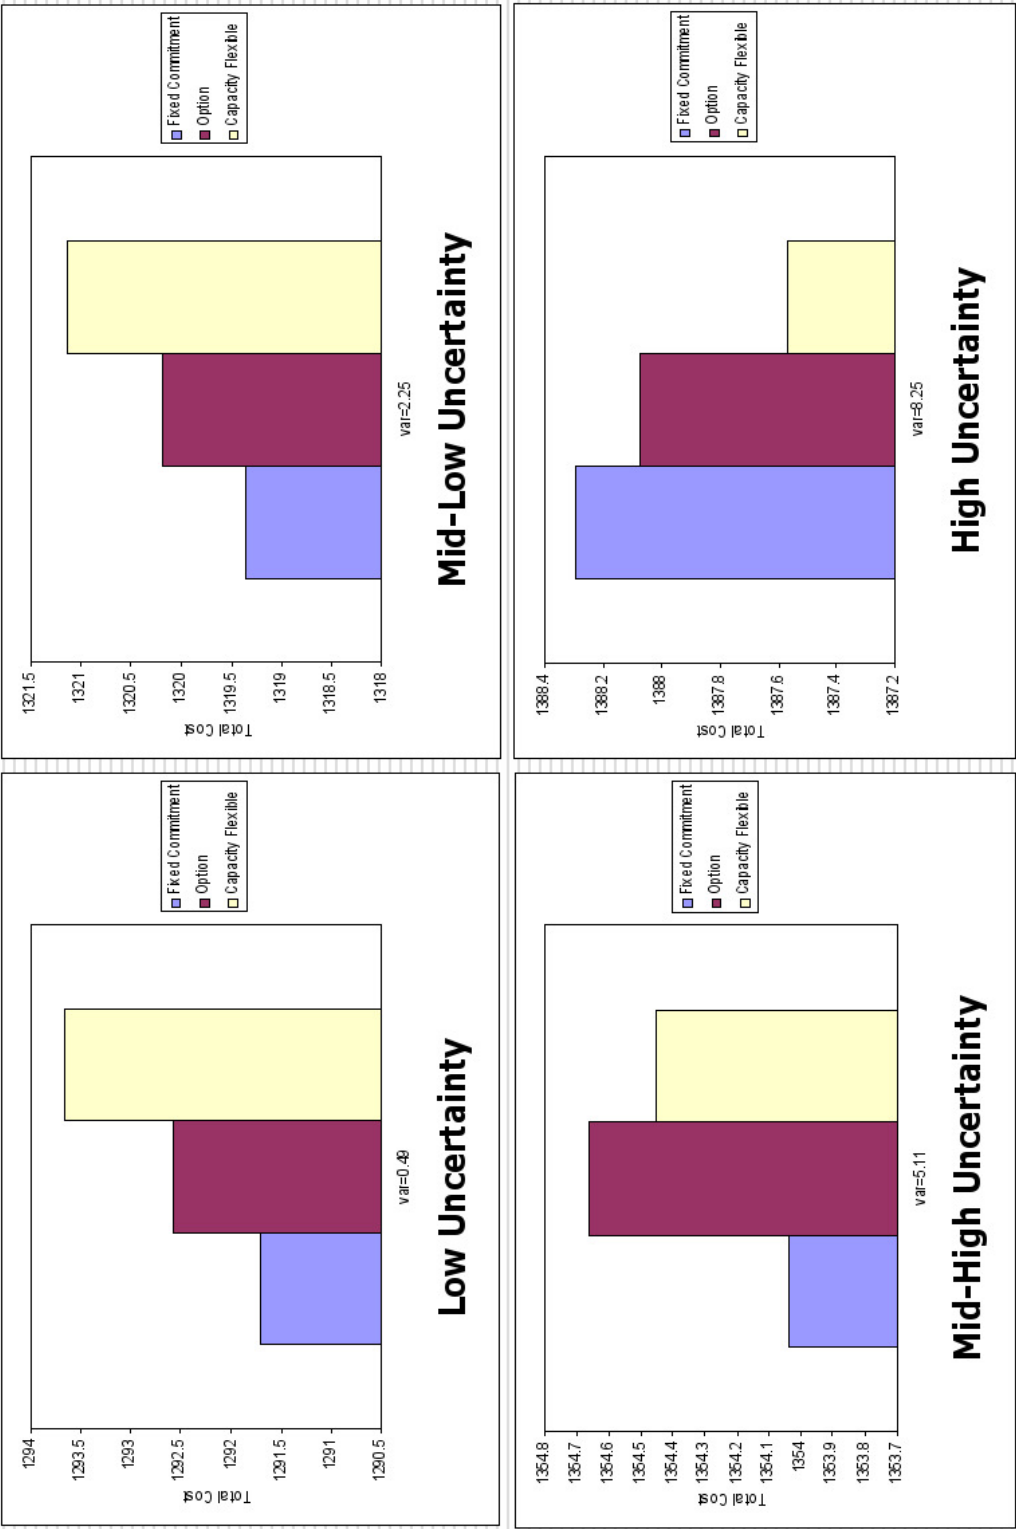 1294
1293.5
1293
1292.5
1292
1291.5
1291
1290.5
Total Cost
var=0.49
Fixed Commitment
Option
Capacity Flexible
Low Uncertainty
1321.5
1321
1320.5
1320
1319.5
1319
1318.5
1318
Total Cost
var=2.25
Fixed Commitment
Option
Capacity Flexible
Mid-Low Uncertainty
1354.8
1354.7
1354.6
1354.5
1354.4
1354.3
1354.2
1354.1
1354
1353.9
1353.8
1353.7
Total Cost
var=5.11
Fixed Commitment
Option
Capacity Flexible
Mid-High Uncertainty
1388.4
1388.2
1388
1387.8
1387.6
1387.4
1387.2
Total Cost
var=8.25
Fixed Commitment
Option
Capacity Flexible
High Uncertainty